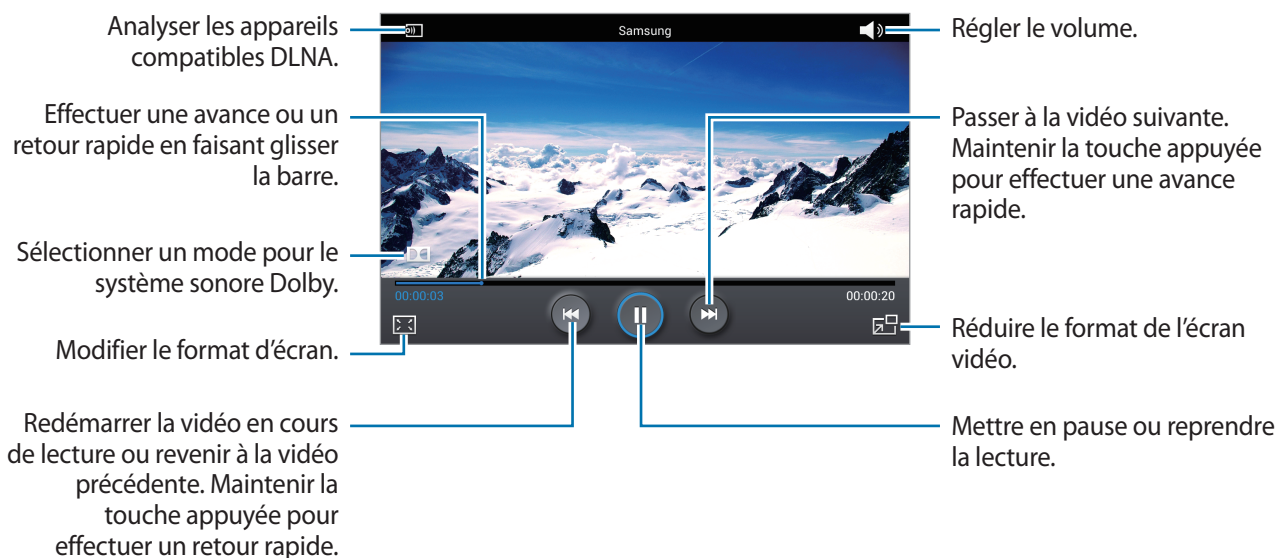 Analyser les appareils
compatibles DLNA.
Effectuer une avance ou un
retour rapide en faisant glisser
la barre.
Sélectionner un mode pour le
système sonore Dolby.
Modifier le format d'écran.
Redémarrer la vidéo en cours
de lecture ou revenir à la vidéo
précédente. Maintenir la
touche appuyée pour
effectuer un retour rapide.
Samsung
00:00:03
00:00:20
Régler le volume.
Passer à la vidéo suivante.
Maintenir la touche appuyée
pour effectuer une avance
rapide.
Réduire le format de l'écran
vidéo.
Mettre en pause ou reprendre
la lecture.